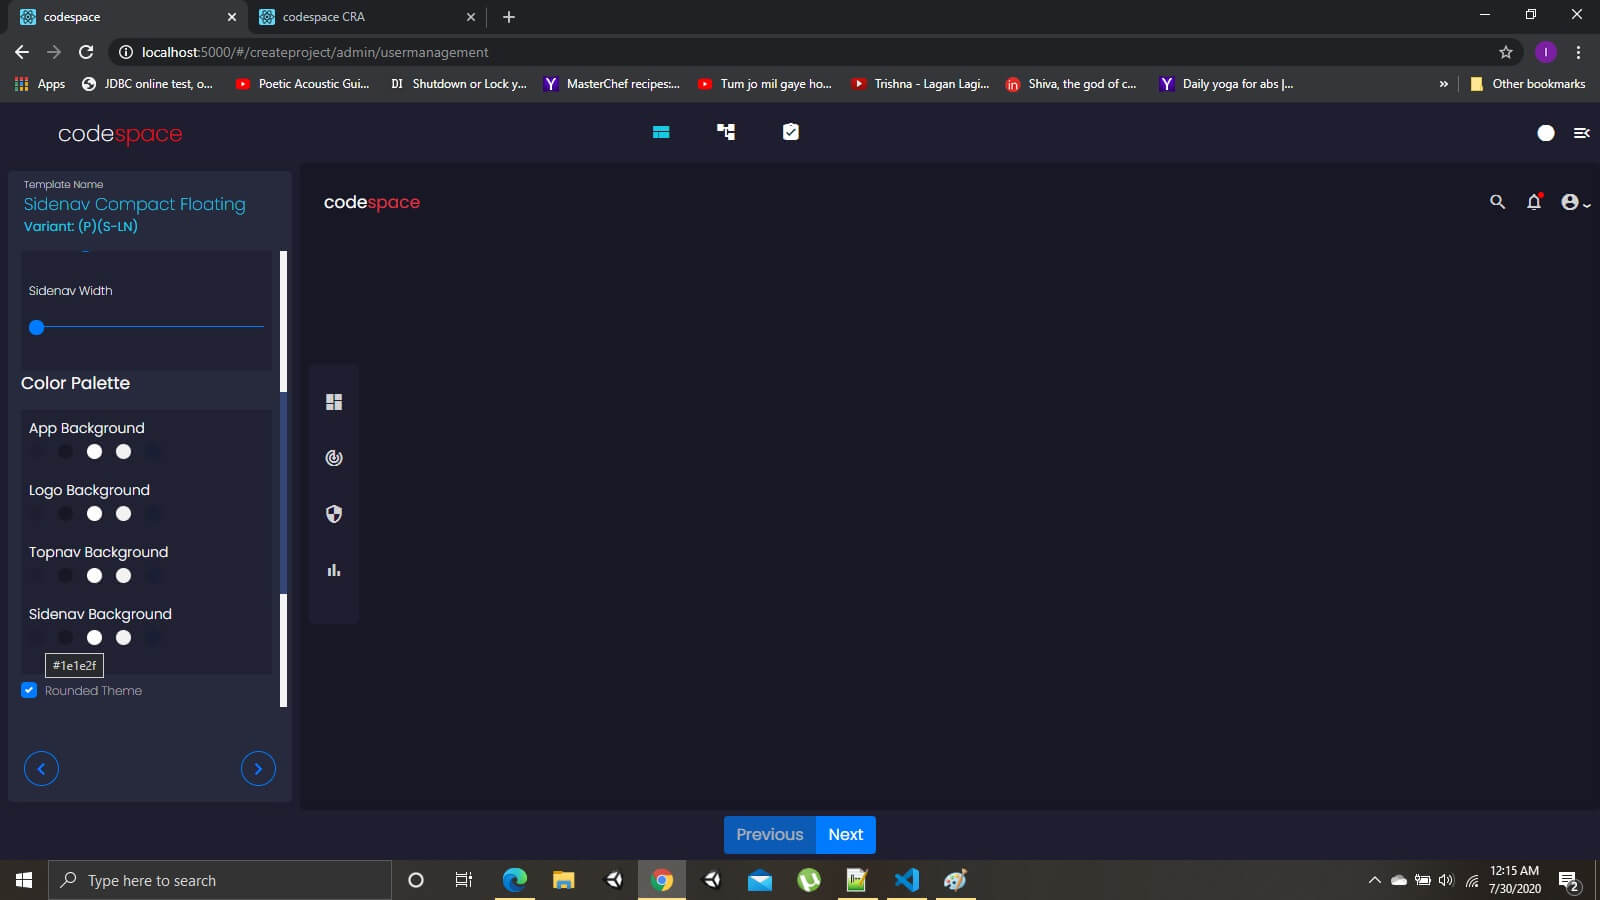 codespace
codespace CRA
localhost:5000/#/createproject/admin/usermanagement
I
Apps
JDBC online test, o...
Poetic Acoustic Gui...
DI Shutdown or Lock y...
Y MasterChef recipes:...
Tum jo mil gaye ho...
Trishna - Lagan Lagi...
in Shiva, the god of c...
Y Daily yoga for abs |...
»
Other bookmarks
codespace
Template Name
Sidenav Compact Floating
Variant: (P)(S-LN)
codespace
Sidenav Width
Color Palette
App Background
Logo Background
Topnav Background
Sidenav Background
#1e1e2f
Rounded Theme
Previous
Next
Type here to search
12:15 AM
7/30/2020
2